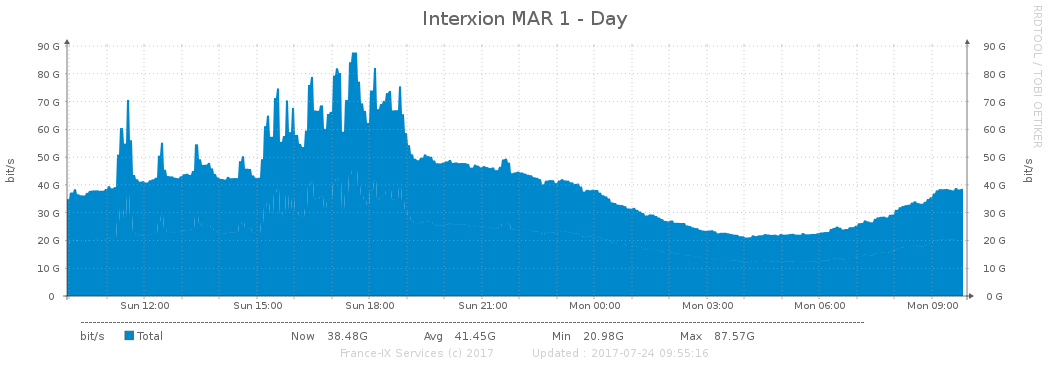 Interxion MAR 1 - Day
RRDTOOL / TOBI OETIKER
bit/s
90 G
80 G
70 G
60 G
50 G
40 G
30 G
20 G
10 G
0
90 G
80 G
70 G
60 G
50 G
40 G
30 G
20 G
10 G
0 G
bit/s
Sun 12:00 Sun 15:00 Sun 18:00 Sun 21:00 Mon 00:00 Mon 03:00 Mon 06:00 Mon 09:00
bit/s Total Now 38.48G Avg 41.45G Min 20.98G Max 87.57G
France-IX Services (c) 2017 Updated : 2017-07-24 09:55:16